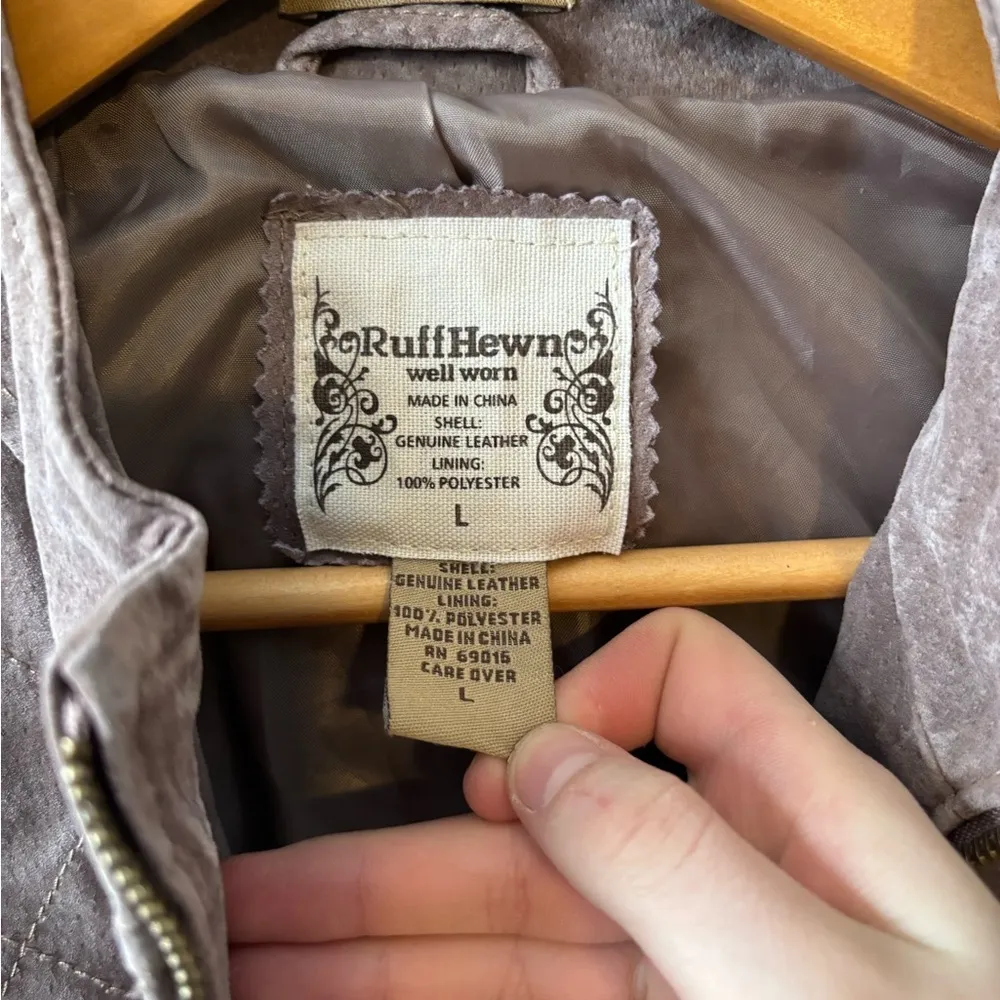 RuffHewn
well worn
MADE IN CHINA
SHELL:
GENUINE LEATHER
LINING:
100% POLYESTER
L
SHELL:
GENUINE LEATHER
LINING:
100% POLYESTER
MADE IN CHINA
RN 69016
CARE OVER
L